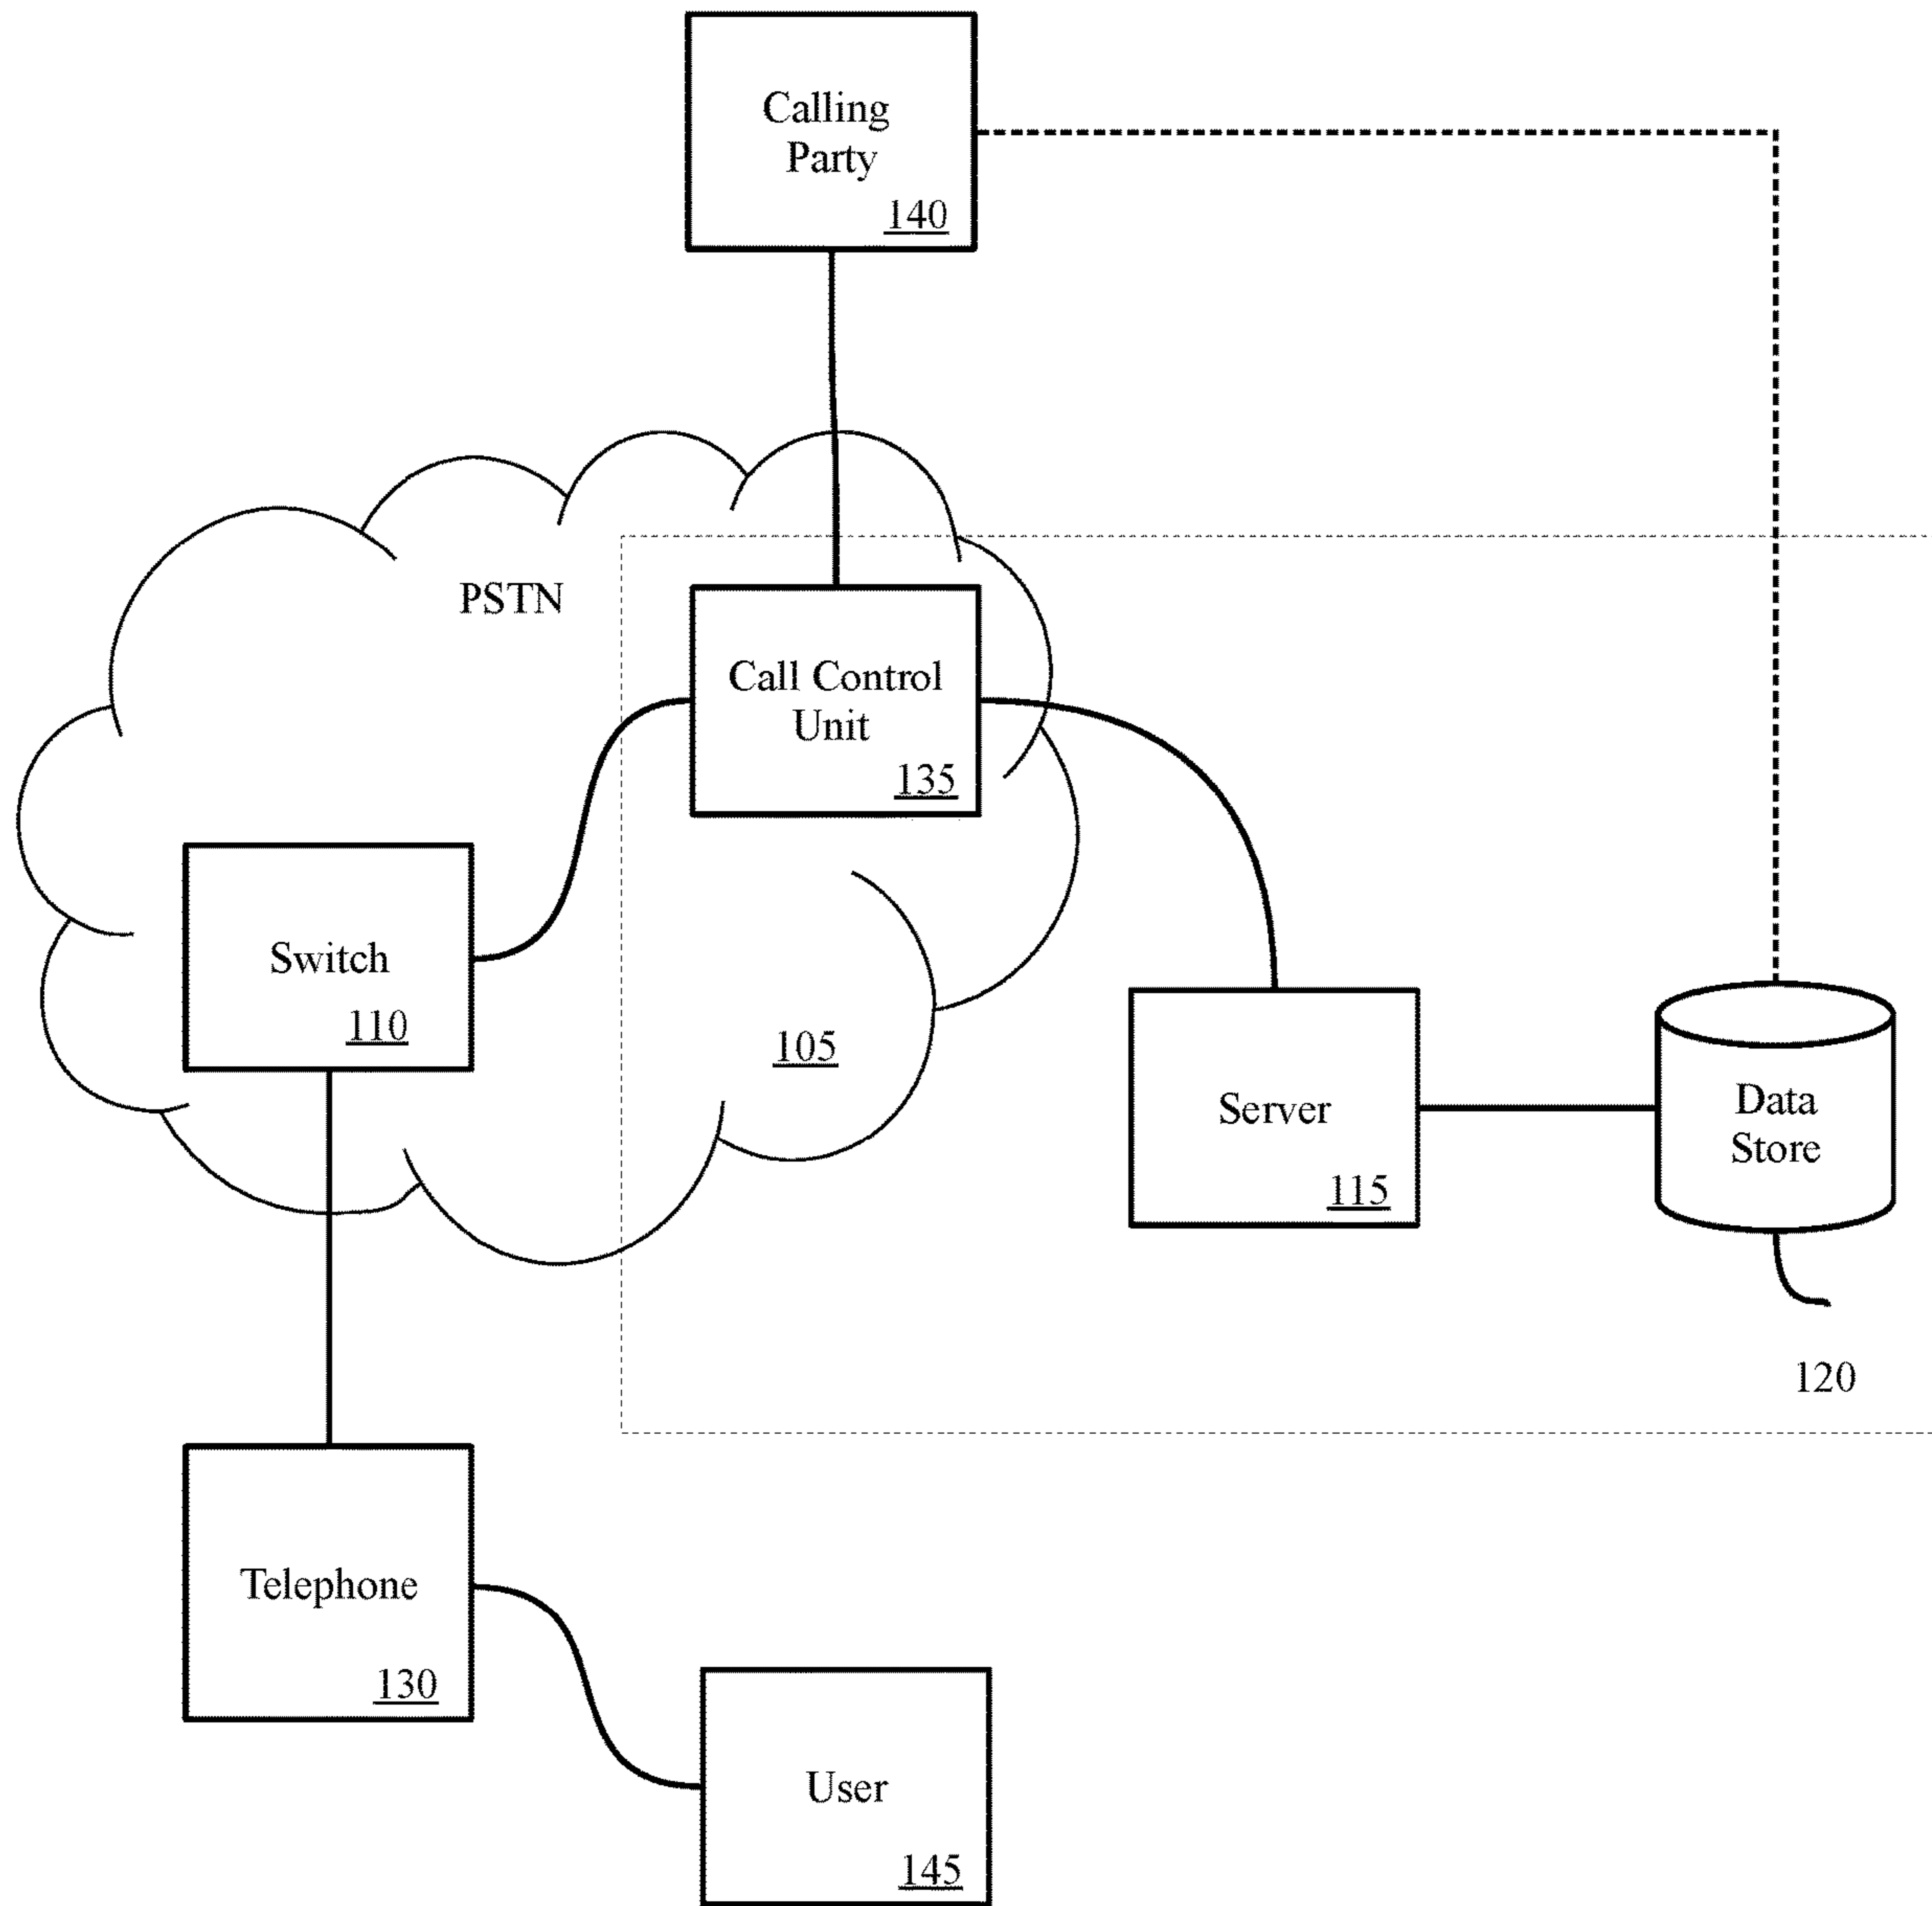 Calling
Party
140
PSTN
Call Control
Unit
135
Switch
110
105
Server
115
Data
Store
120
Telephone
130
User
145